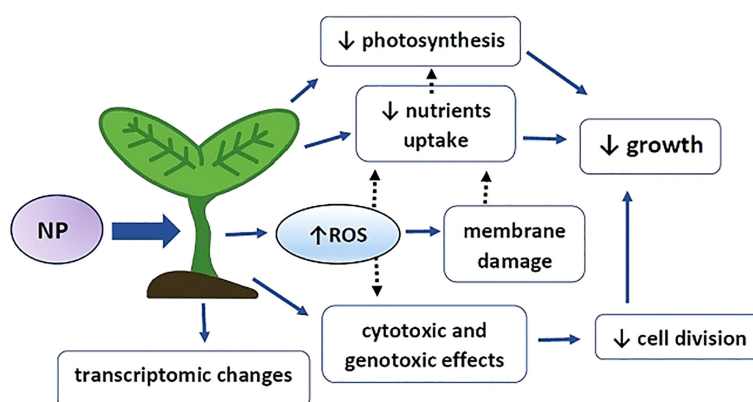 ↓ photosynthesis
↓ nutrients
uptake
↓ growth
NP
↑ROS
membrane
damage
cytotoxic and
genotoxic effects
↓ cell division
transcriptomic changes